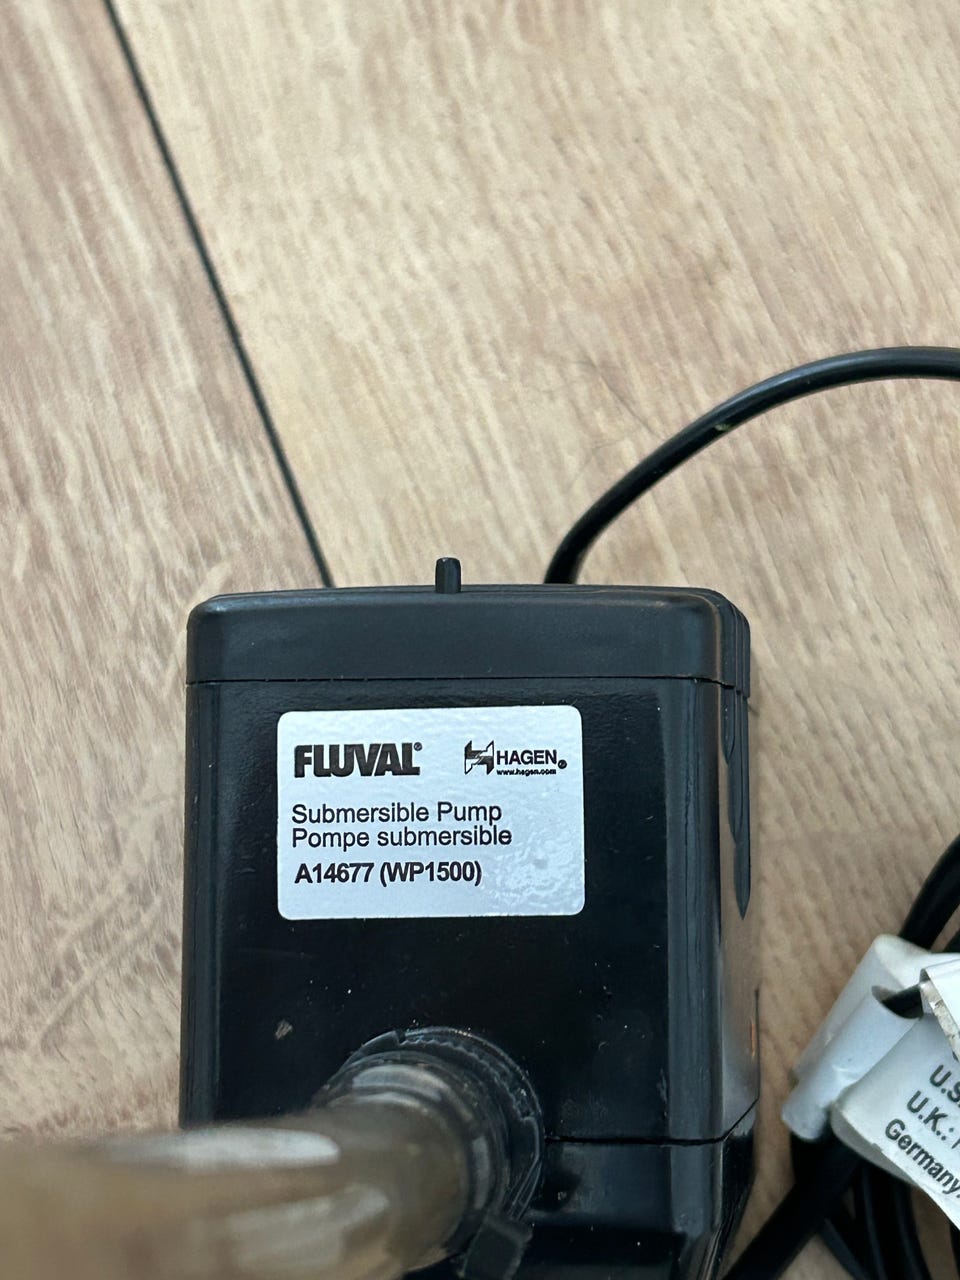 FLUVAL®
HAGEN®
www.hagen.com
Submersible Pump
Pompe submersible
A14677 (WP1500)
U.K.:
Germany